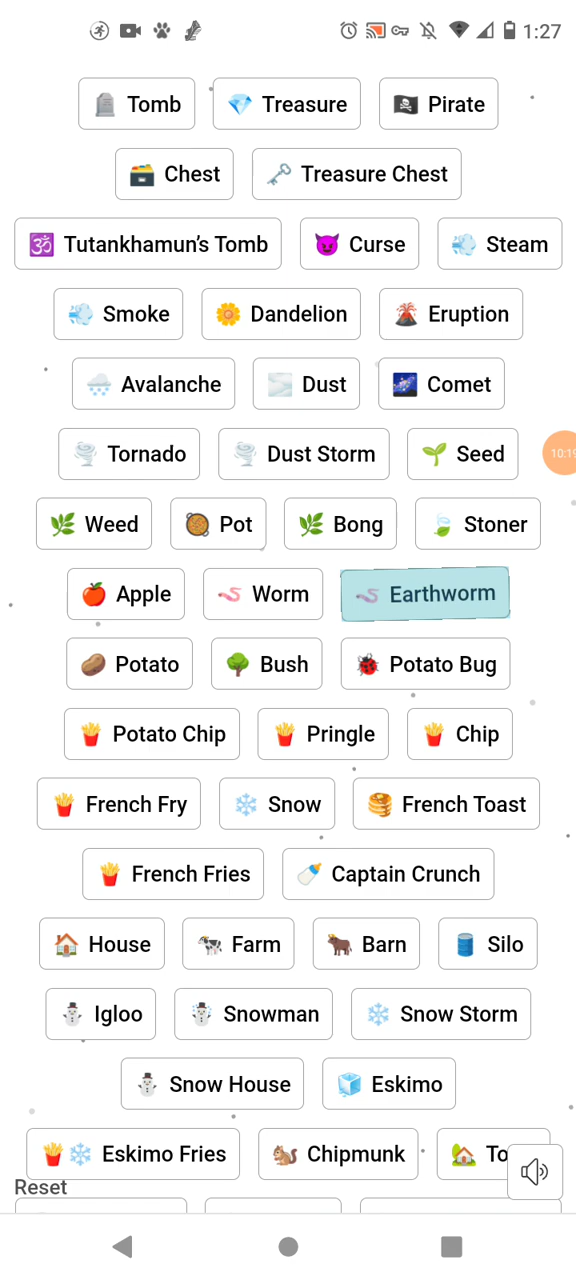 1:27
Tomb Treasure Pirate
Chest Treasure Chest
Tutankhamun’s Tomb Curse Steam
Smoke Dandelion Eruption
Avalanche Dust Comet
Tornado Dust Storm Seed
10:19
Weed Pot Bong Stoner
Apple Worm Earthworm
Potato Bush Potato Bug
Potato Chip Pringle Chip
French Fry Snow French Toast
French Fries Captain Crunch
House Farm Barn Silo
Igloo Snowman Snow Storm
Snow House Eskimo
Eskimo Fries Chipmunk
Reset